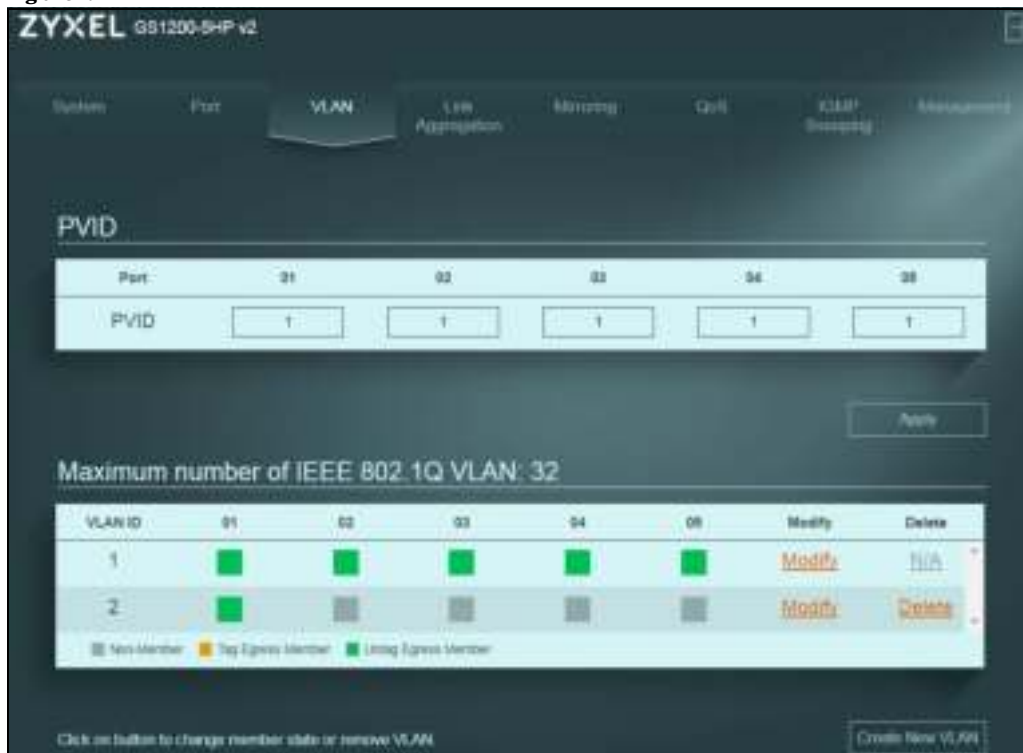 ZYXEL GS1200-5HP v2
System Port VLAN Link Aggregation Mirroring QoS IGMP Snooping Management
PVID
Port 01 02 03 04 05
PVID 1 1 1 1 1
Apply
Maximum number of IEEE 802.1Q VLAN: 32
VLAN ID 01 02 03 04 05 Modify Delete
1 Modify N/A
2 Modify Delete
Non-Member Tag Egress Member Untag Egress Member
Click on button to change member state or remove VLAN.
Create New VLAN